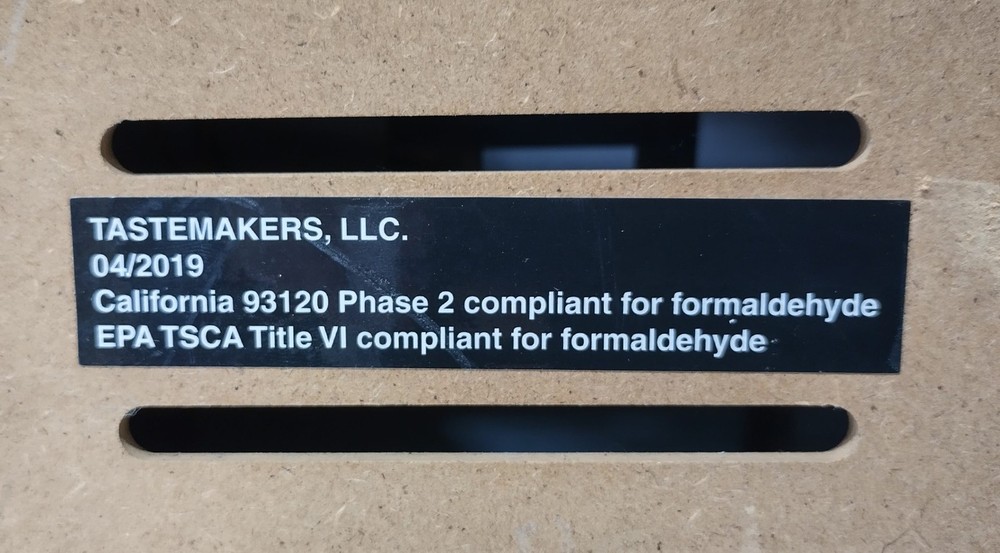 TASTEMAKERS, LLC.
04/2019
California 93120 Phase 2 compliant for formaldehyde
EPA TSCA Title VI compliant for formaldehyde